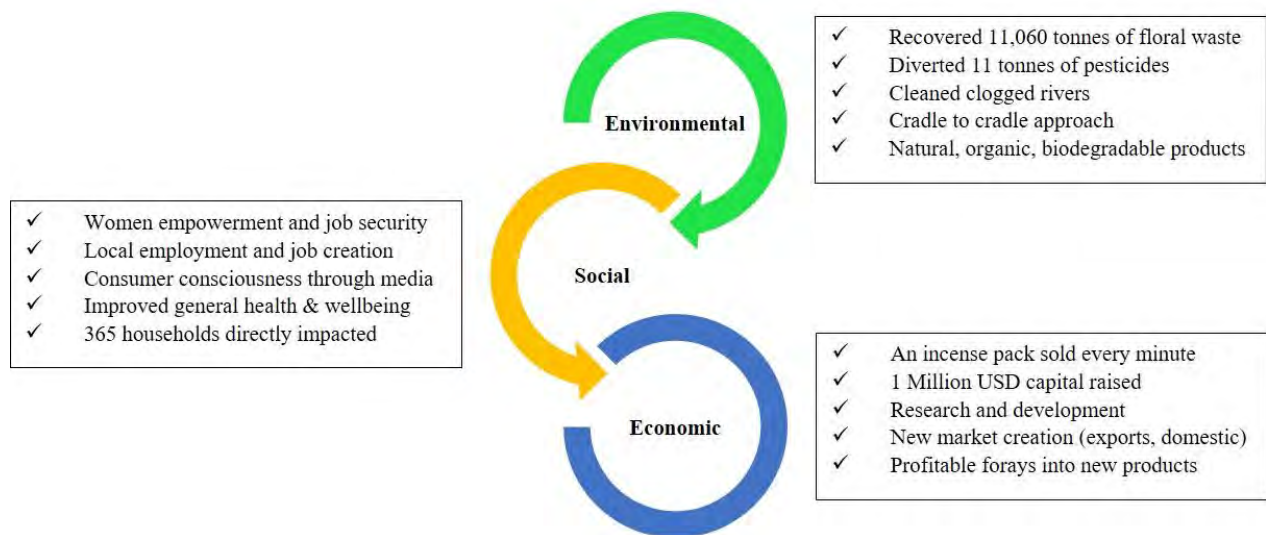 Environmental
✓ Recovered 11,060 tonnes of floral waste
✓ Diverted 11 tonnes of pesticides
✓ Cleaned clogged rivers
✓ Cradle to cradle approach
✓ Natural, organic, biodegradable products
Social
✓ Women empowerment and job security
✓ Local employment and job creation
✓ Consumer consciousness through media
✓ Improved general health & wellbeing
✓ 365 households directly impacted
Economic
✓ An incense pack sold every minute
✓ 1 Million USD capital raised
✓ Research and development
✓ New market creation (exports, domestic)
✓ Profitable forays into new products